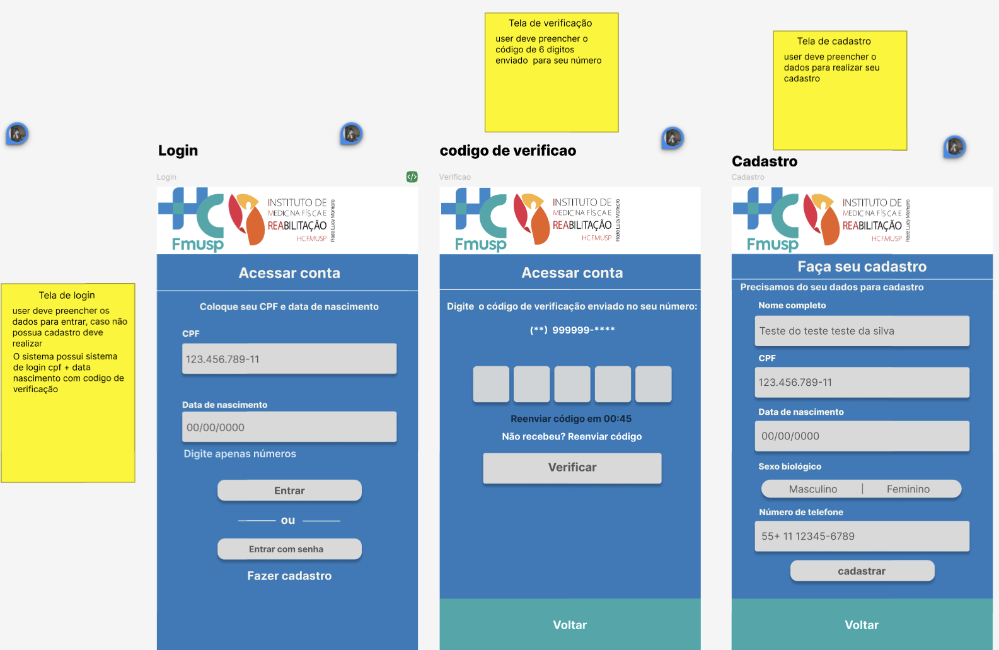 Tela de login
user deve preencher os
dados para entrar, caso não
possua cadastro deve
realizar
O sistema possui sistema
de login cpf + data
nascimento com codigo de
verificação
Login
Login
</>
Fmusp
INSTITUTO DE
MEDIC NA FÍSCA E
REABILITAÇÃO
HCFMUSP
Rede Lucy Montoro
Acessar conta
Coloque seu CPF e data de nascimento
CPF
123.456.789-11
Data de nascimento
00/00/0000
Digite apenas números
Entrar
ou
Entrar com senha
Fazer cadastro
Tela de verificação
user deve preencher o
código de 6 digitos
enviado  para seu número
codigo de verificao
Verificao
Fmusp
INSTITUTO DE
MEDIC NA FÍSCA E
REABILITAÇÃO
HCFMUSP
Rede Lucy Montoro
Acessar conta
Digite  o código de verificação enviado no seu número:
(**)  999999-****
Reenviar código em 00:45
Não recebeu? Reenviar código
Verificar
Voltar
Tela de cadastro
user deve preencher o
dados para realizar seu
cadastro
Cadastro
Cadastro
Fmusp
INSTITUTO DE
MEDIC NA FÍSCA E
REABILITAÇÃO
HCFMUSP
Rede Lucy Montoro
Faça seu cadastro
Precisamos do seu dados para cadastro
Nome completo
Teste do teste teste da silva
CPF
123.456.789-11
Data de nascimento
00/00/0000
Sexo biológico
Masculino | Feminino
Número de telefone
55+ 11 12345-6789
cadastrar
Voltar